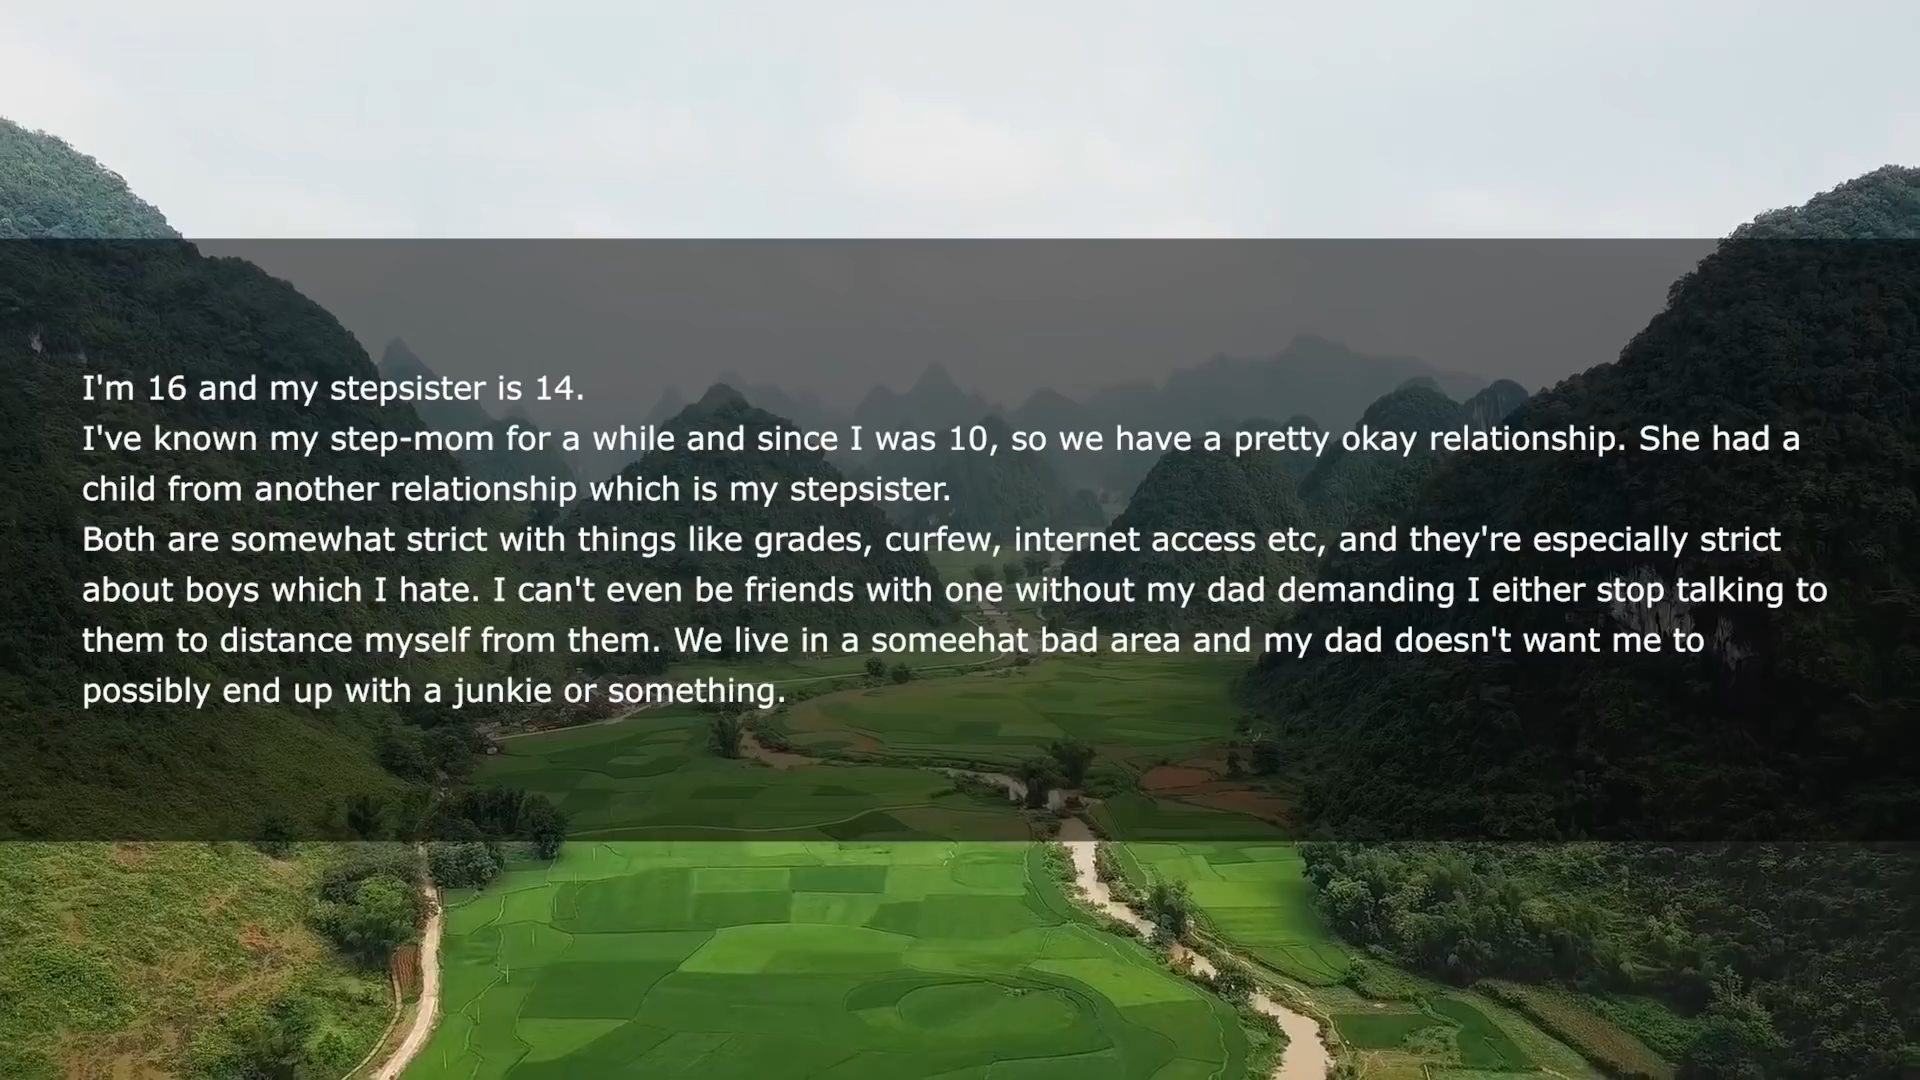 I'm 16 and my stepsister is 14.
I've known my step-mom for a while and since I was 10, so we have a pretty okay relationship. She had a
child from another relationship which is my stepsister.
Both are somewhat strict with things like grades, curfew, internet access etc, and they're especially strict
about boys which I hate. I can't even be friends with one without my dad demanding I either stop talking to
them to distance myself from them. We live in a someehat bad area and my dad doesn't want me to
possibly end up with a junkie or something.